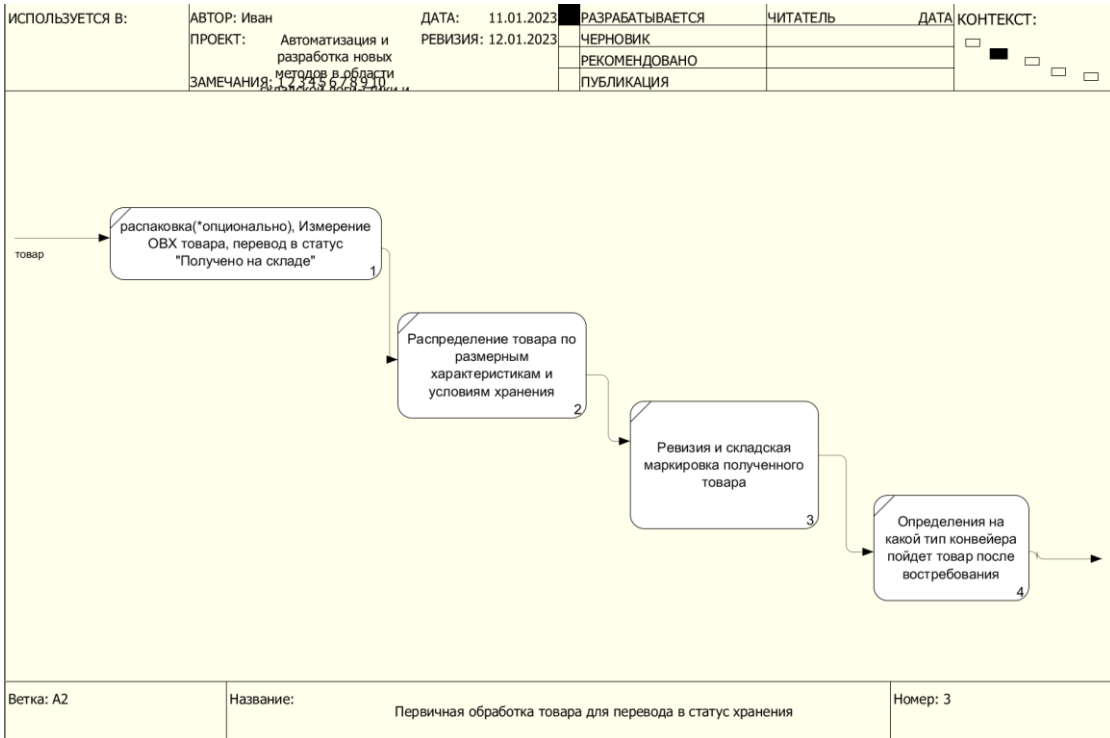 ИСПОЛЬЗУЕТСЯ В:
АВТОР: Иван
ДАТА: 11.01.2023
РАЗРАБАТЫВАЕТСЯ
ЧИТАТЕЛЬ
ДАТА
КОНТЕКСТ:
ПРОЕКТ: Автоматизация и
разработка новых
методов в области
РЕВИЗИЯ: 12.01.2023
ЧЕРНОВИК
РЕКОМЕНДОВАНО
ЗАМЕЧАНИЯ: 1 2 3 4 5 6 7 8 9 10
ПУБЛИКАЦИЯ
товар
распаковка(*опционально), Измерение
ОВХ товара, перевод в статус
"Получено на складе"
1
Распределение товара по
размерным
характеристикам и
условиям хранения
2
Ревизия и складская
маркировка полученного
товара
3
Определения на
какой тип конвейера
пойдет товар после
востребования
4
Ветка: A2
Название:
Первичная обработка товара для перевода в статус хранения
Номер: 3